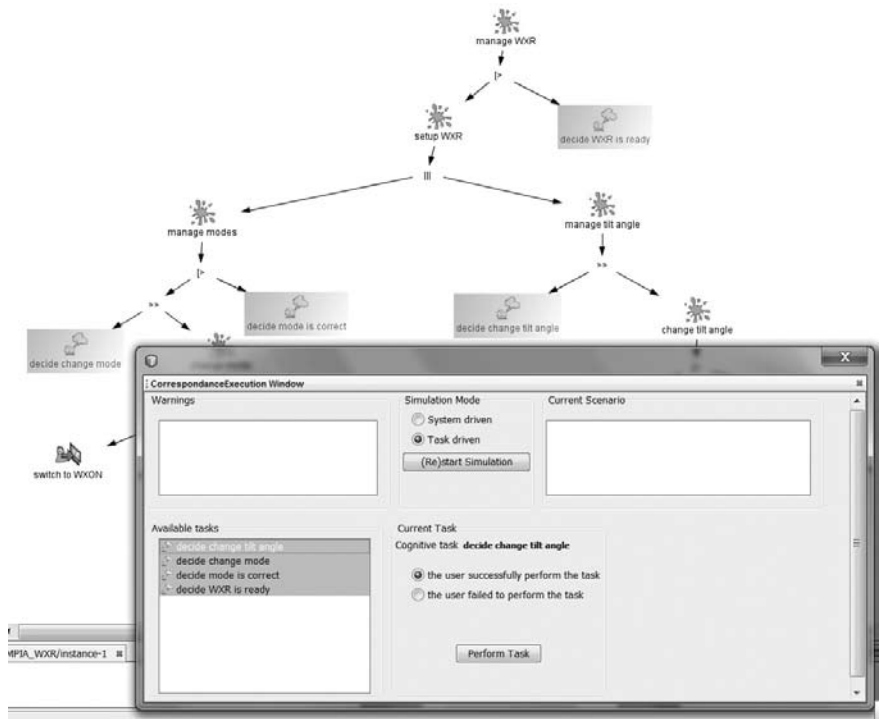 manage WXR
[>
setup WXR
decide WXR is ready
|||
manage modes
manage tilt angle
[>
>>
>>
decide mode is correct
decide change tilt angle
change tilt angle
decide change mode
X
CorrespondanceExecution Window
Warnings
Simulation Mode
Current Scenario
System driven
Task driven
(Re)start Simulation
switch to WXON
Available tasks
Current Task
decide change tilt angle
Cognitive task decide change tilt angle
decide change mode
decide mode is correct
the user successfully perform the task
decide WXR is ready
the user failed to perform the task
MPIA_WXR/instance-1
Perform Task